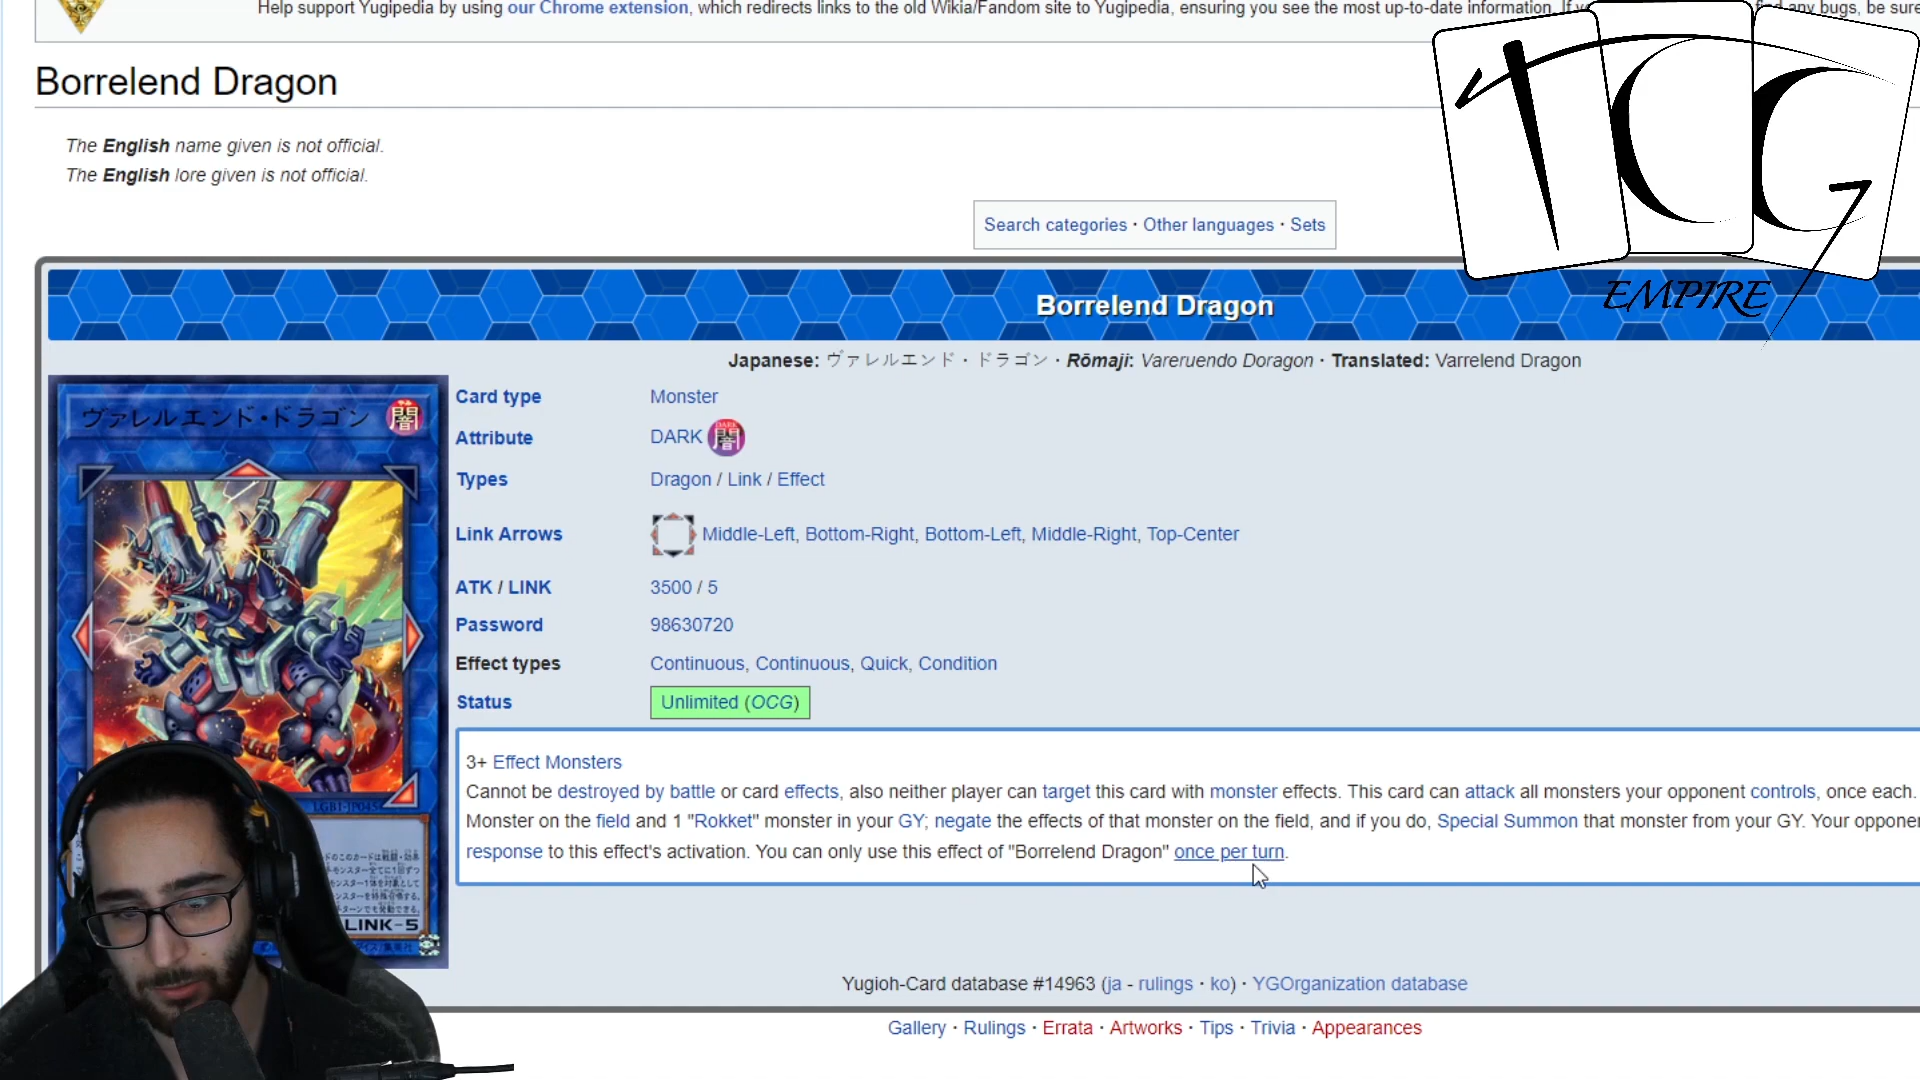 Help support Yugipedia by using our Chrome extension, which redirects links to the old Wikia/Fandom site to Yugipedia, ensuring you see the most up-to-date information. If any bugs, be sure
TCG
EMPIRE
Borrelend Dragon
The English name given is not official.
The English lore given is not official.
Search categories · Other languages · Sets
Borrelend Dragon
Japanese: ヴァレルエンド・ドラゴン · Rōmaji: Vareruendo Doragon · Translated: Varrelend Dragon
ヴァレルエンド・ドラゴン 闇
Card type Monster
Attribute DARK
Types Dragon / Link / Effect
Link Arrows Middle-Left, Bottom-Right, Bottom-Left, Middle-Right, Top-Center
ATK / LINK 3500 / 5
Password 98630720
Effect types Continuous, Continuous, Quick, Condition
Status Unlimited (OCG)
3+ Effect Monsters
Cannot be destroyed by battle or card effects, also neither player can target this card with monster effects. This card can attack all monsters your opponent controls, once each.
Monster on the field and 1 "Rokket" monster in your GY; negate the effects of that monster on the field, and if you do, Special Summon that monster from your GY. Your
response to this effect's activation. You can only use this effect of "Borrelend Dragon" once per turn.
LINK-5
Yugioh-Card database #14963 (ja - rulings · ko) · YGOrganization database
Gallery · Rulings · Errata · Artworks · Tips · Trivia · Appearances